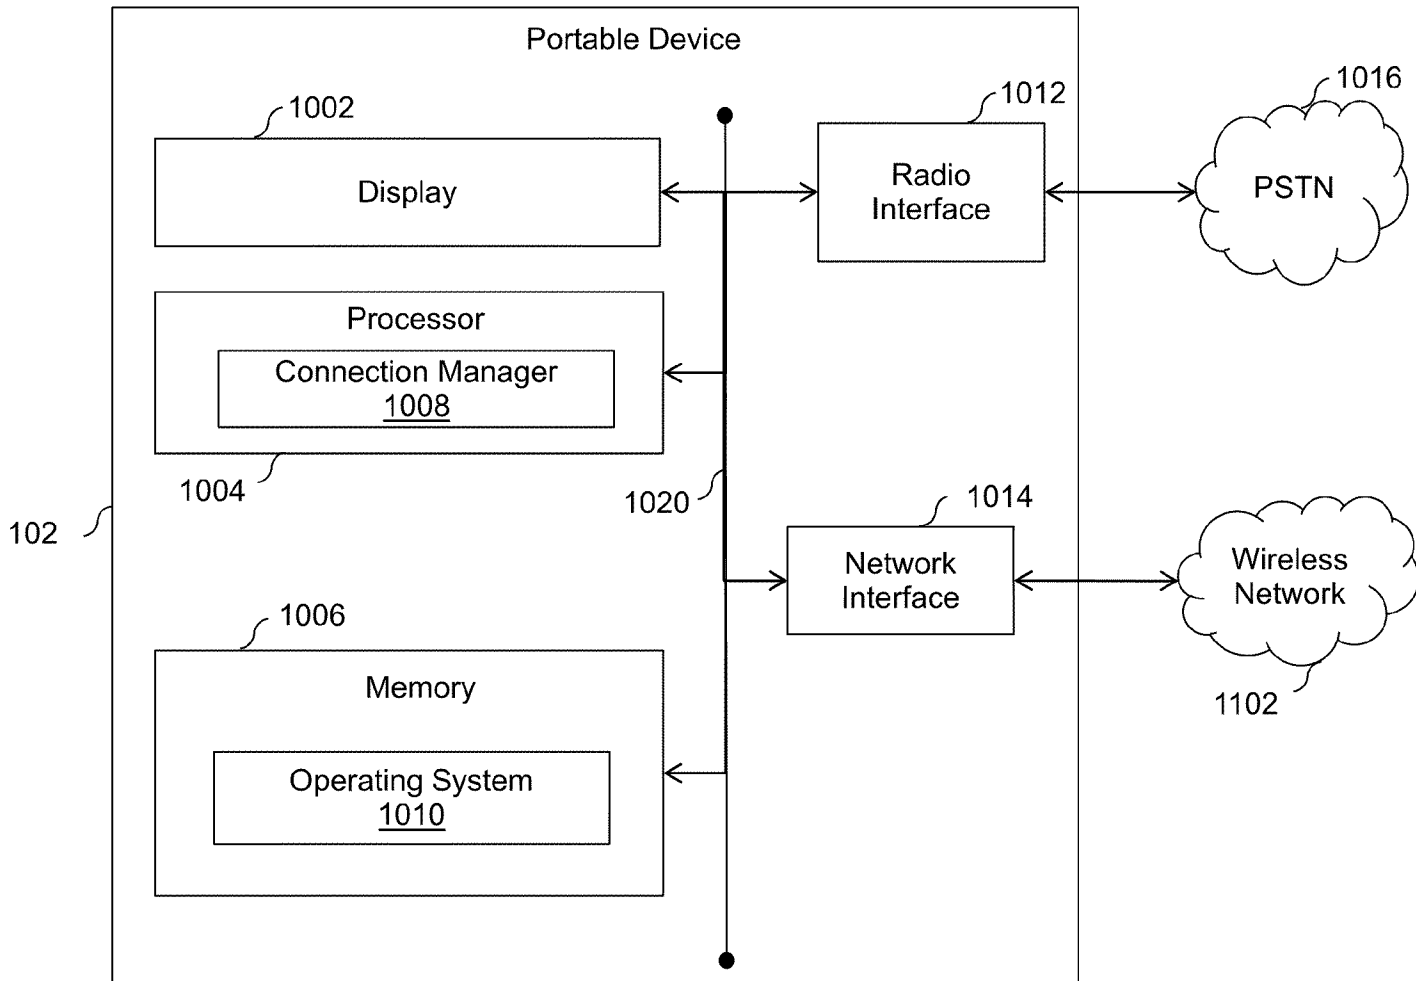 Portable Device
1002
Display
1012
Radio
Interface
1016
PSTN
Processor
Connection Manager
1008
1004
1020
102
1014
Network
Interface
Wireless
Network
1102
1006
Memory
Operating System
1010